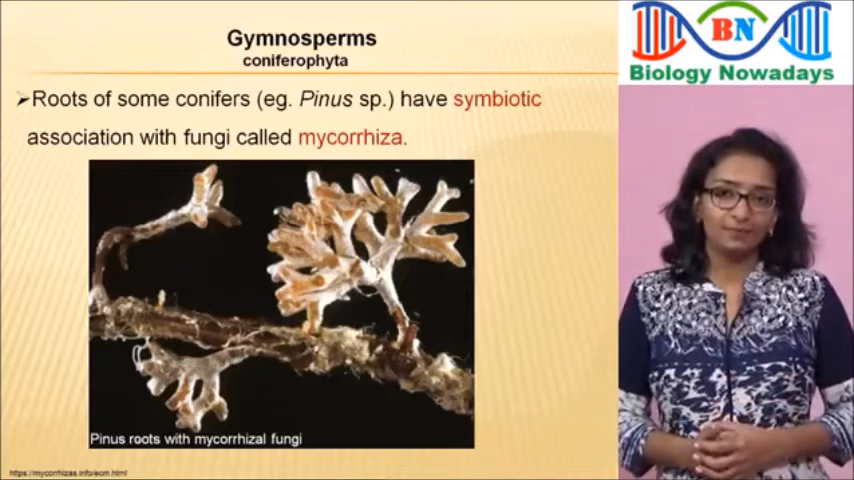 Gymnosperms
coniferophyta
➢Roots of some conifers (eg. Pinus sp.) have symbiotic
association with fungi called mycorrhiza.
Pinus roots with mycorrhizal fungi
https://mycorrhizas.info/ecm.html
BN
Biology Nowadays